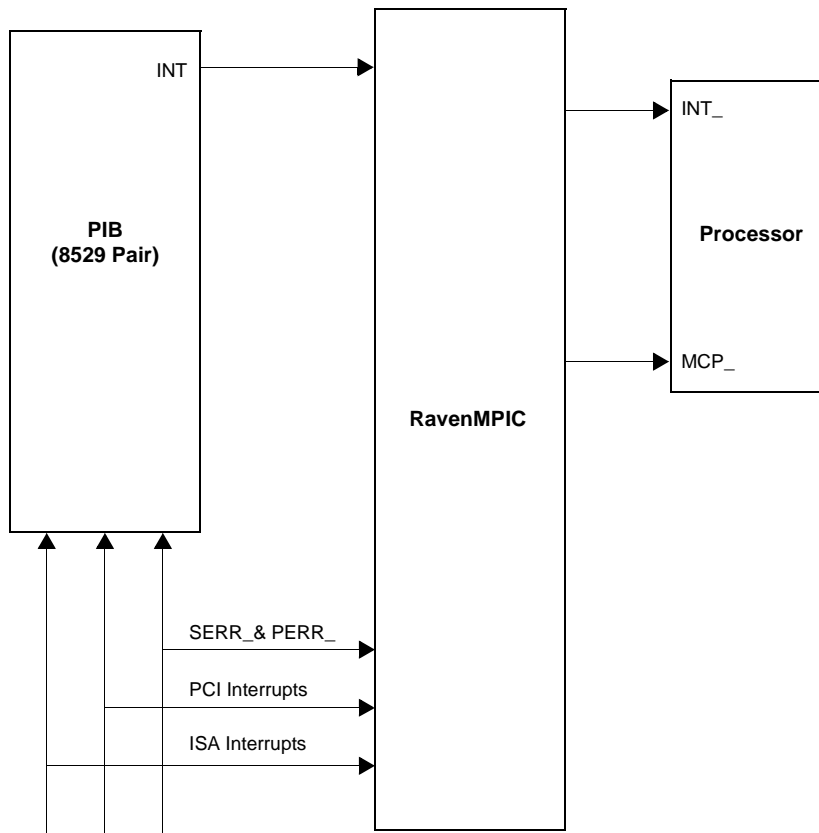 INT
INT_
PIB
(8529 Pair)
Processor
MCP_
RavenMPIC
SERR_& PERR_
PCI Interrupts
ISA Interrupts